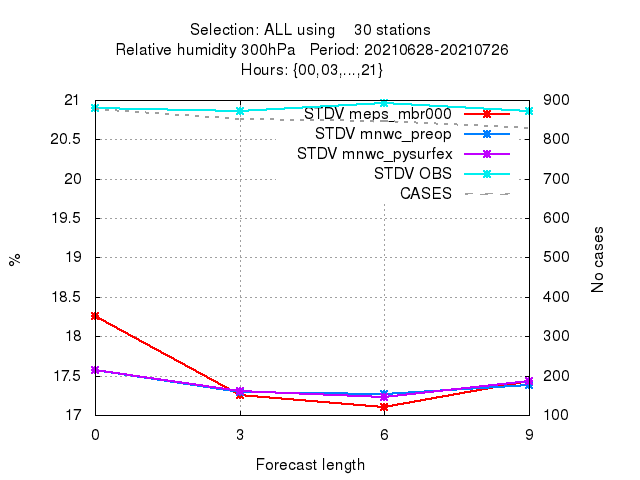 Selection: ALL using 30 stations
Relative humidity 300hPa Period: 20210628-20210726
Hours: {00,03,...,21}
21 900
STDV meps_mbr000
20.5 800
STDV mnwc_preop
STDV mnwc_pysurfex
20 700
STDV OBS
CASES
19.5 600
19 500
%
No cases
18.5 400
18 300
17.5 200
17 100
0 3 6 9
Forecast length